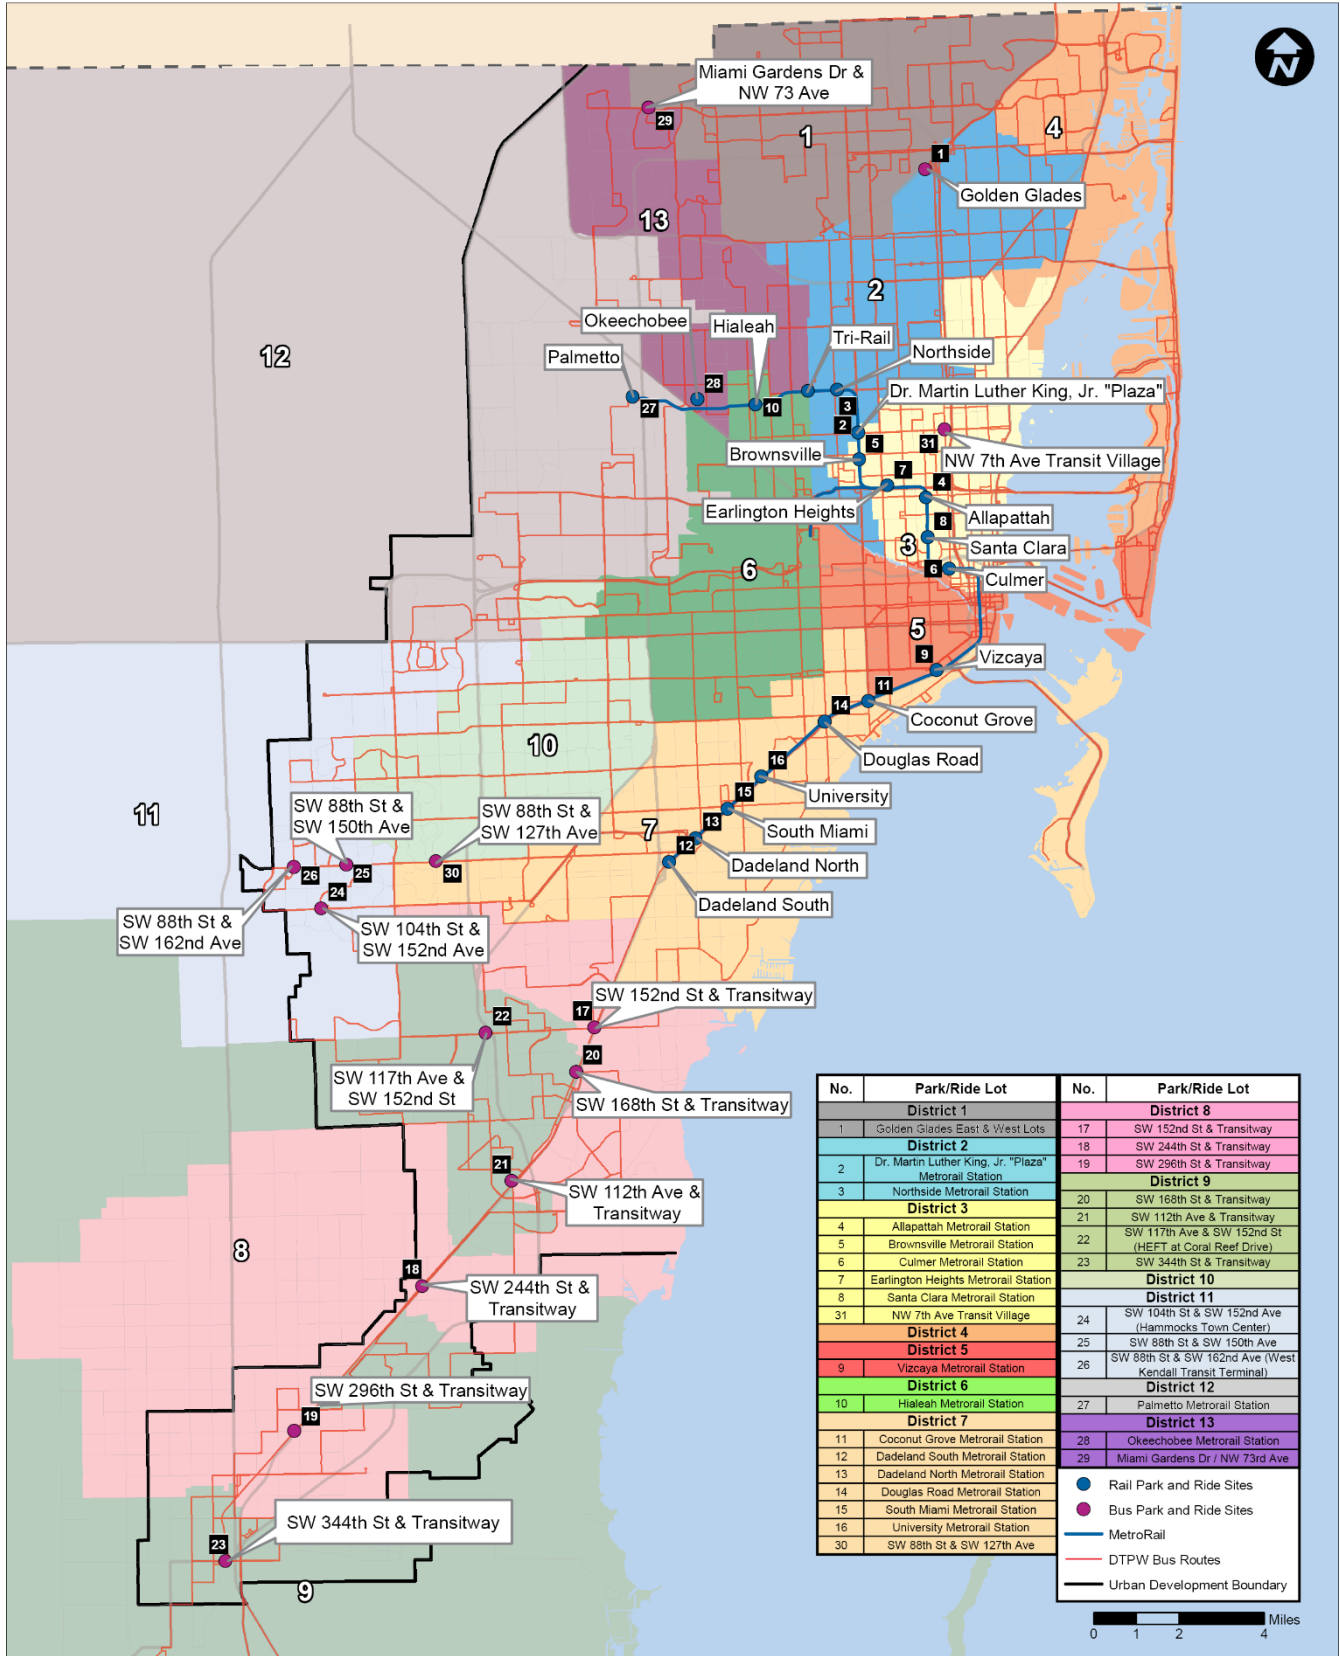 N
Miami Gardens Dr &
NW 73 Ave
29
1
4
1
Golden Glades
13
2
12
Okeechobee
Hialeah
Tri-Rail
Northside
Palmetto
Dr. Martin Luther King, Jr. "Plaza"
28
27
10
3
2
5
31
NW 7th Ave Transit Village
Brownsville
7
4
Earlington Heights
Allapattah
8
3
Santa Clara
6
6
Culmer
5
9
Vizcaya
11
Coconut Grove
14
10
Douglas Road
16
University
11
SW 88th St &
SW 150th Ave
SW 88th St &
SW 127th Ave
15
South Miami
7
13
12
Dadeland North
26
25
30
24
Dadeland South
SW 88th St &
SW 162nd Ave
SW 104th St &
SW 152nd Ave
SW 152nd St & Transitway
17
22
20
SW 117th Ave &
SW 152nd St
SW 168th St & Transitway
21
SW 112th Ave &
Transitway
8
18
SW 244th St &
Transitway
SW 296th St & Transitway
19
SW 344th St & Transitway
23
9
No. Park/Ride Lot
District 1
1 Golden Glades East & West Lots
District 2
2 Dr. Martin Luther King, Jr. "Plaza"
Metrorail Station
3 Northside Metrorail Station
District 3
4 Allapattah Metrorail Station
5 Brownsville Metrorail Station
6 Culmer Metrorail Station
7 Earlington Heights Metrorail Station
8 Santa Clara Metrorail Station
31 NW 7th Ave Transit Village
District 4
District 5
9 Vizcaya Metrorail Station
District 6
10 Hialeah Metrorail Station
District 7
11 Coconut Grove Metrorail Station
12 Dadeland South Metrorail Station
13 Dadeland North Metrorail Station
14 Douglas Road Metrorail Station
15 South Miami Metrorail Station
16 University Metrorail Station
30 SW 88th St & SW 127th Ave
No. Park/Ride Lot
District 8
17 SW 152nd St & Transitway
18 SW 244th St & Transitway
19 SW 296th St & Transitway
District 9
20 SW 168th St & Transitway
21 SW 112th Ave & Transitway
22 SW 117th Ave & SW 152nd St
(HEFT at Coral Reef Drive)
23 SW 344th St & Transitway
District 10
District 11
24 SW 104th St & SW 152nd Ave
(Hammocks Town Center)
25 SW 88th St & SW 150th Ave
26 SW 88th St & SW 162nd Ave (West
Kendall Transit Terminal)
District 12
27 Palmetto Metrorail Station
District 13
28 Okeechobee Metrorail Station
29 Miami Gardens Dr / NW 73rd Ave
Rail Park and Ride Sites
Bus Park and Ride Sites
MetroRail
DTPW Bus Routes
Urban Development Boundary
Miles
0 1 2 4